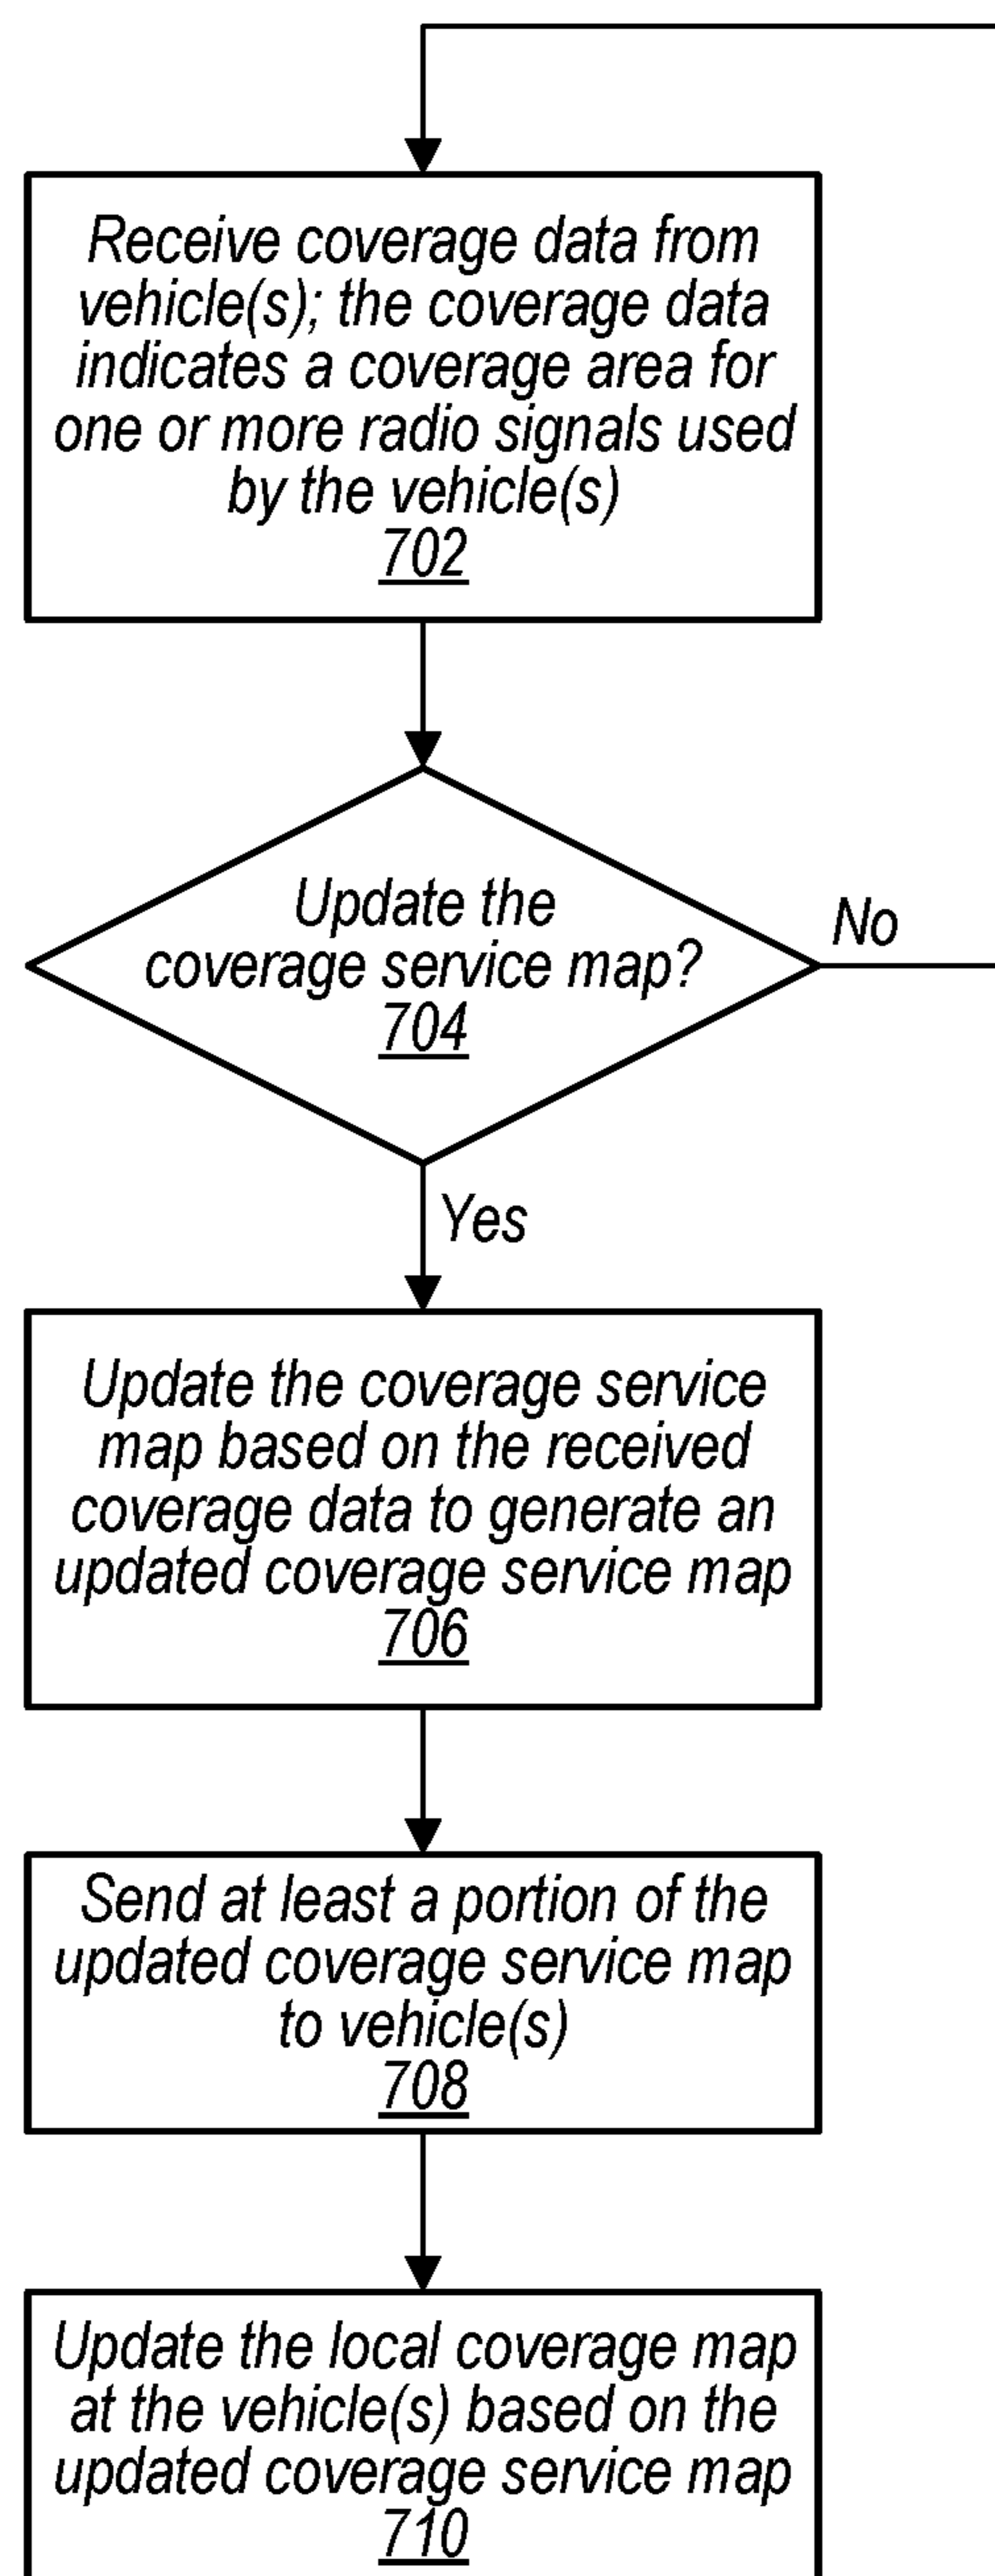 Receive coverage data from
vehicle(s); the coverage data
indicates a coverage area for
one or more radio signals used
by the vehicle(s)
702
Update the
coverage service map?
704
No
Yes
Update the coverage service
map based on the received
coverage data to generate an
updated coverage service map
706
Send at least a portion of the
updated coverage service map
to vehicle(s)
708
Update the local coverage map
at the vehicle(s) based on the
updated coverage service map
710